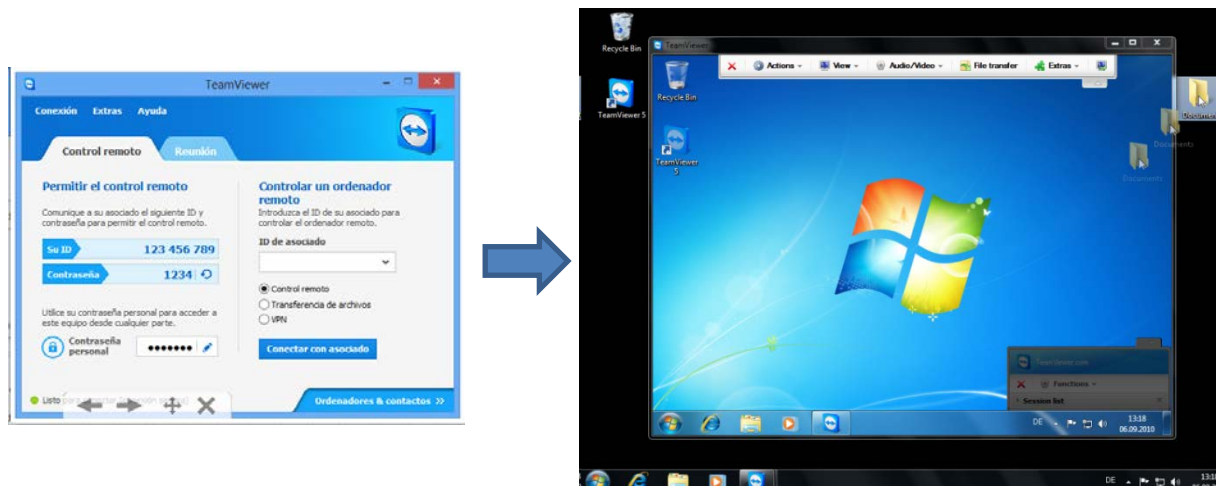 TeamViewer
Conexión Extras Ayuda
Control remoto Reunión
Permitir el control remoto
Comunique a su asociado el siguiente ID y
contraseña para permitir el control remoto.
Su ID 123 456 789
Contraseña 1234
Utilice su contraseña personal para acceder a
este equipo desde cualquier parte.
Contraseña
personal
Controlar un ordenador
remoto
Introduzca el ID de su asociado para
controlar el ordenador remoto.
ID de asociado
Control remoto
Transferencia de archivos
VPN
Conectar con asociado
Listo
Ordenadores & contactos >>
Recycle Bin
TeamViewer 5
TeamViewer
Actions View Audio/Video File transfer Extras
Recycle Bin
TeamViewer
5
Documents
Documents
TeamViewer.com
Functions
Session list
DE
13:18
06.09.2010
DE